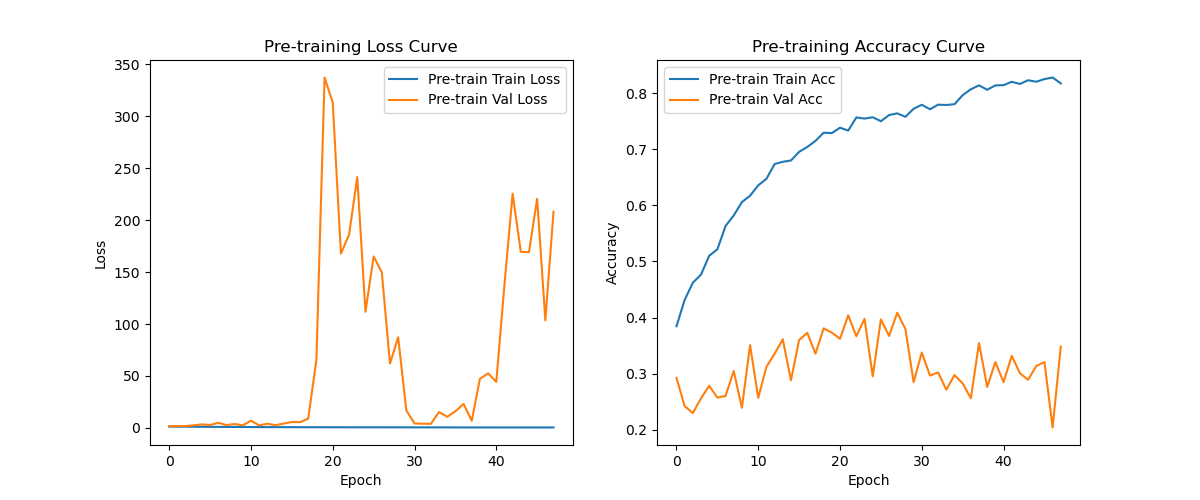 Pre-training Loss Curve
350
300
250
200
150
100
50
0
Loss
0 10 20 30 40
Epoch
Pre-train Train Loss
Pre-train Val Loss
Pre-training Accuracy Curve
0.8
0.7
0.6
0.5
0.4
0.3
0.2
Accuracy
0 10 20 30 40
Epoch
Pre-train Train Acc
Pre-train Val Acc